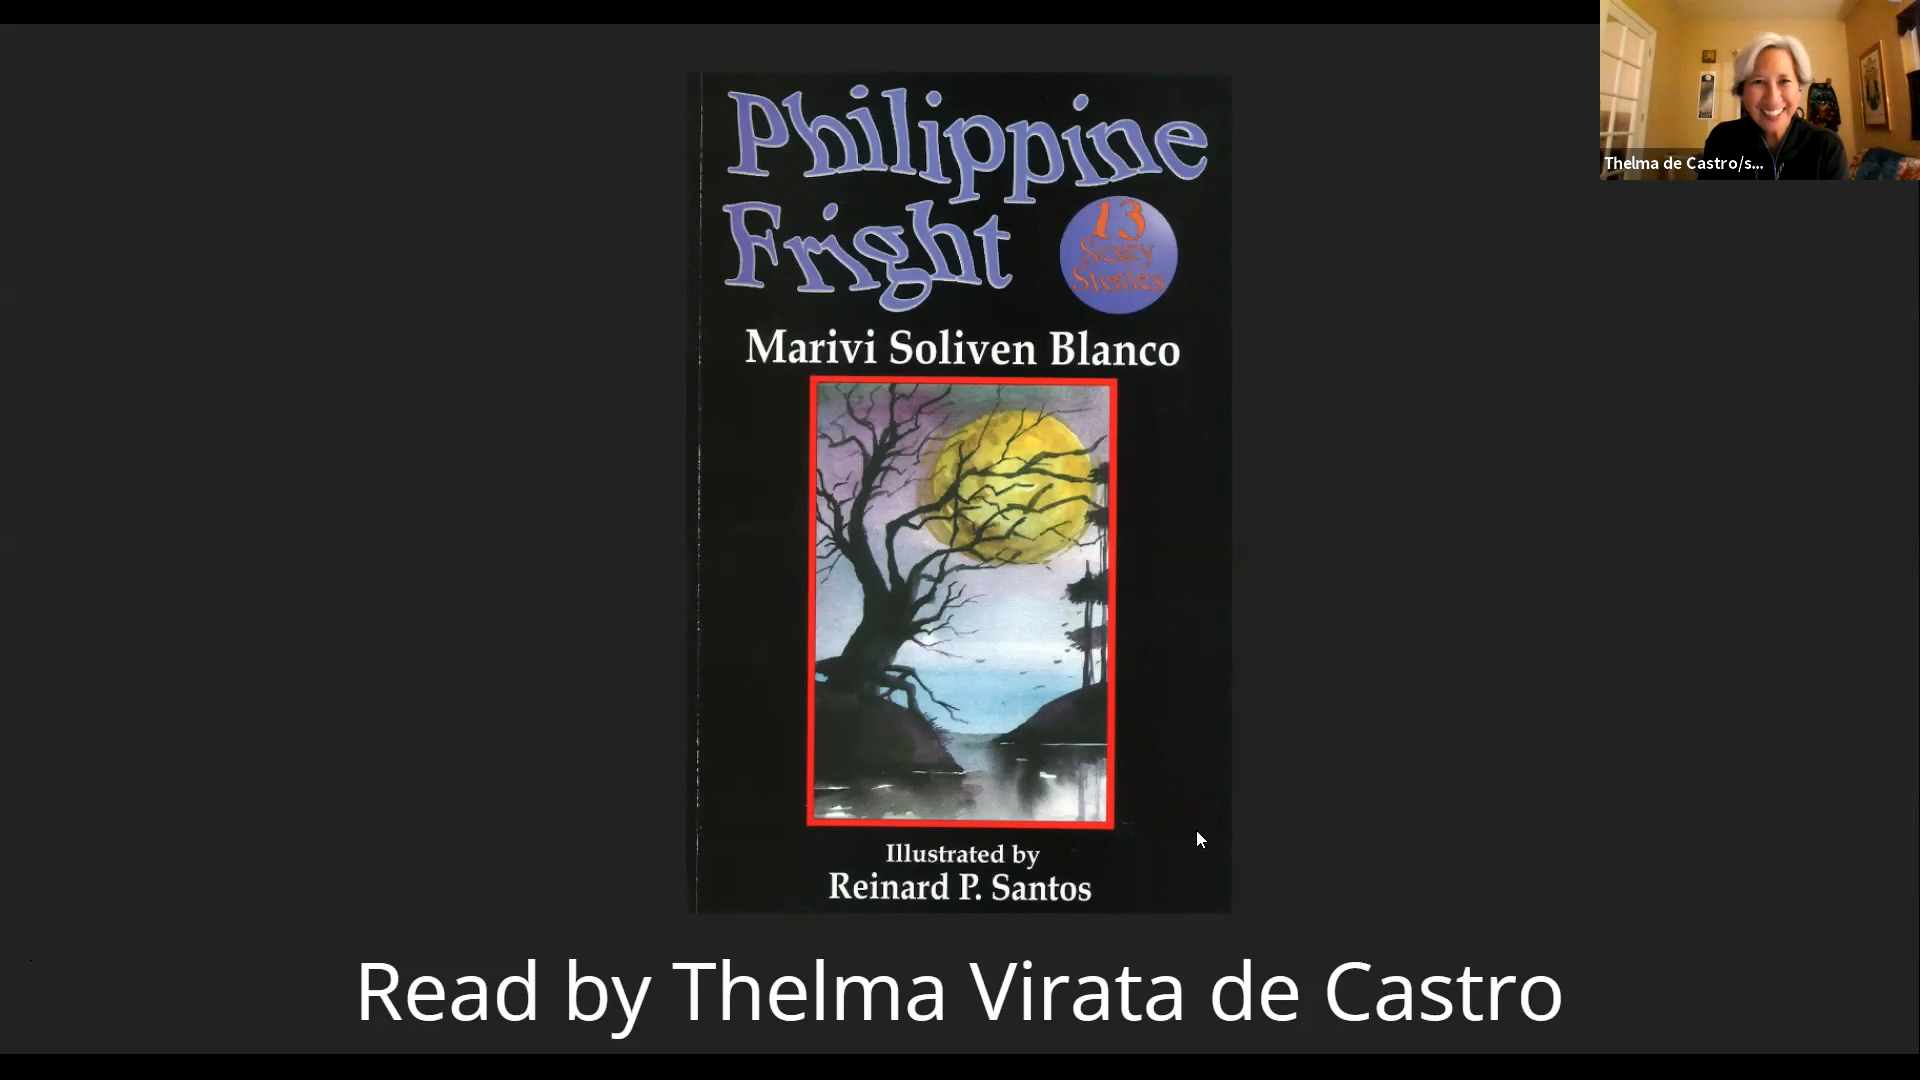 Philippine
Fright
13
Scary
Stories
Marivi Soliven Blanco
Illustrated by
Reinard P. Santos
Read by Thelma Virata de Castro
Thelma de Castro/s...